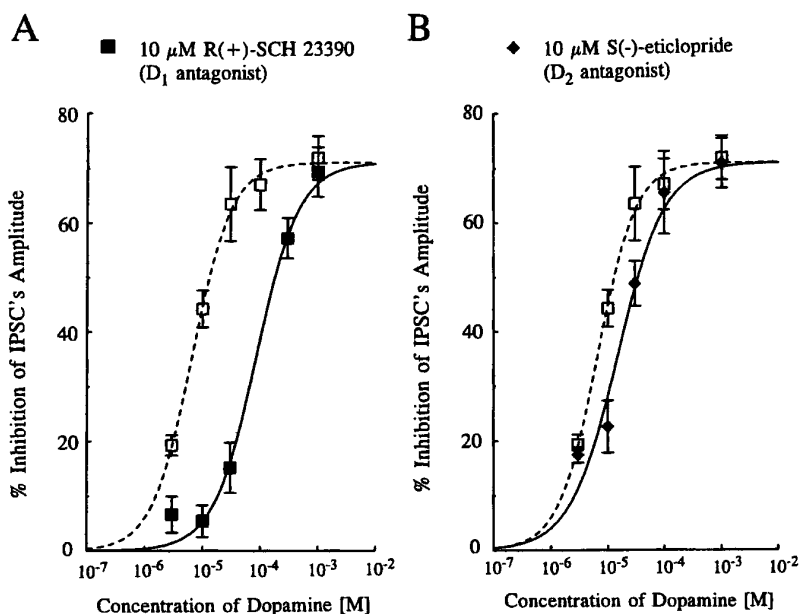 A
■ 10 μM R(+)-SCH 23390
(D₁ antagonist)
% Inhibition of IPSC's Amplitude
80
60
40
20
0
10⁻⁷ 10⁻⁶ 10⁻⁵ 10⁻⁴ 10⁻³ 10⁻²
Concentration of Dopamine [M]
B
◆ 10 μM S(-)-eticlopride
(D₂ antagonist)
% Inhibition of IPSC's Amplitude
80
60
40
20
0
10⁻⁷ 10⁻⁶ 10⁻⁵ 10⁻⁴ 10⁻³ 10⁻²
Concentration of Dopamine [M]